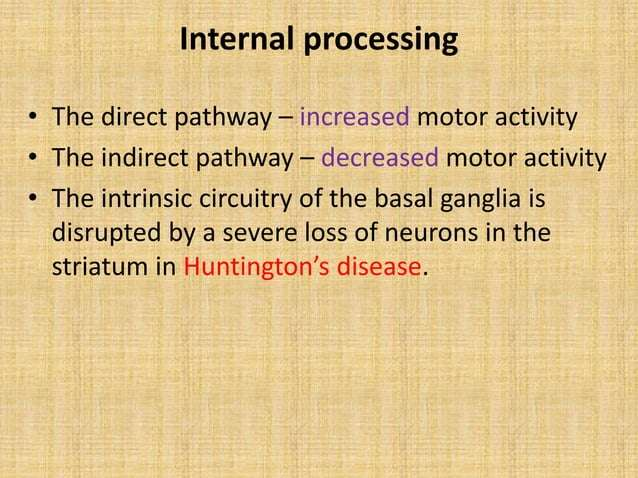 Internal processing
• The direct pathway – increased motor activity
• The indirect pathway – decreased motor activity
• The intrinsic circuitry of the basal ganglia is
disrupted by a severe loss of neurons in the
striatum in Huntington’s disease.